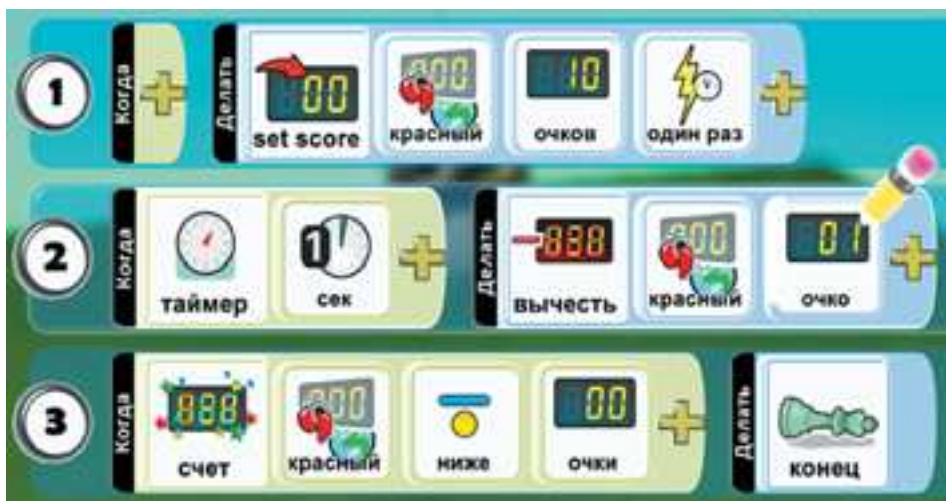 1
Когда
Делать
00
set score
000
красный
10
очков
один раз
2
Когда
1
таймер
сек
Делать
вычесть
красный
01
очко
3
Когда
счет
красный
ниже
00
очки
Делать
конец